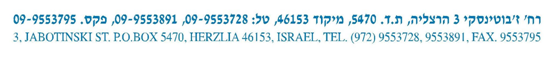 רח' ז'בוטינסקי 3 הרצליה, ת.ד. 5470, מיקוד 46153, טל: 09-9553728, 09-9553891, פקס. 09-9553795
3, JABOTINSKI ST. P.O.BOX 5470, HERZLIA 46153, ISRAEL, TEL. (972) 9553728, 9553891, FAX. 9553795